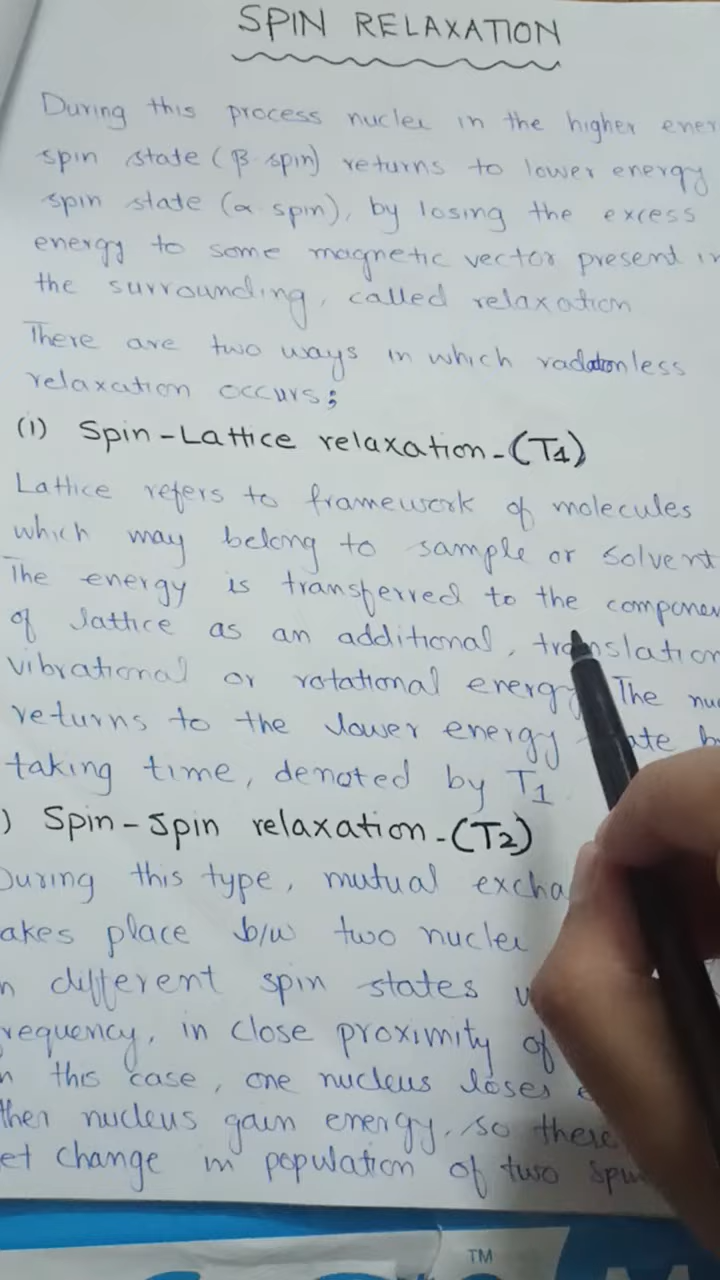 SPIN RELAXATION
During this process nuclei in the higher ener
spin state (β spin) returns to lower energy
spin state (α spin), by losing the excess
energy to some magnetic vector present in
the surrounding, called relaxation
There are two ways in which radationless
relaxation occurs;
(1) Spin-Lattice relaxation-(T1)
Lattice refers to framework of molecules
which may belong to sample or solvent
The energy is transferred to the componen
of lattice as an additional, translation
vibrational or rotational energy. The nu
returns to the lower energy ate b
taking time, denoted by T1
) Spin-Spin relaxation-(T2)
During this type, mutual excha
akes place b/w two nuclei
n different spin states w
requency, in close proximity of
n this case, one nucleus loses e
ther nucleus gain energy, so there
et change in population of two spin
TM